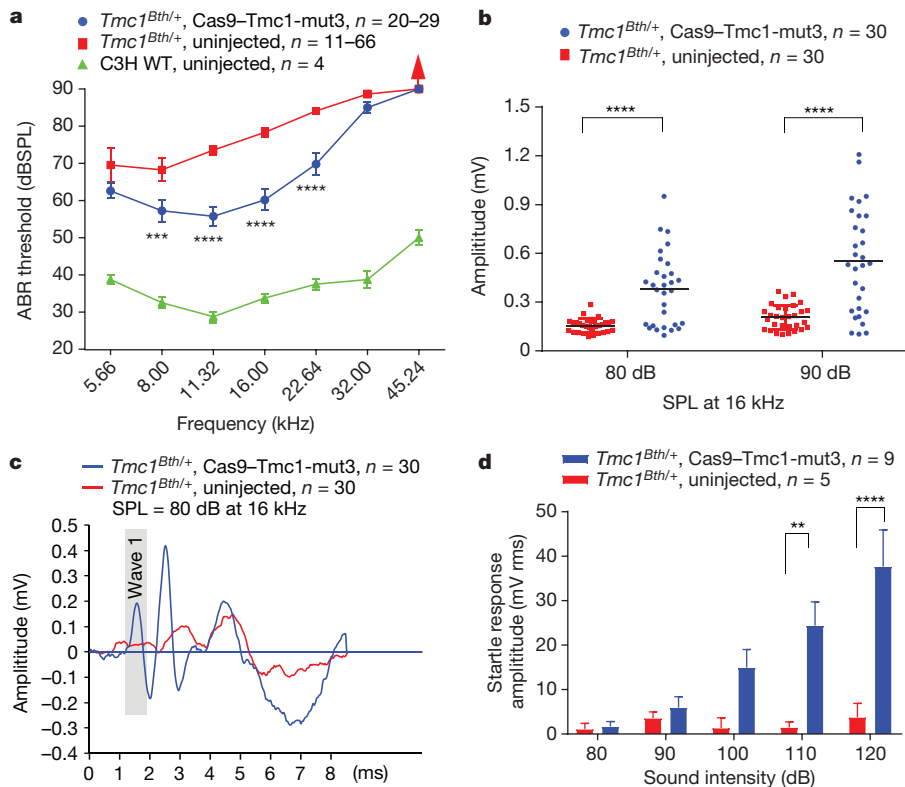 a
Tmc1Bth/+, Cas9–Tmc1-mut3, n = 20–29
Tmc1Bth/+, uninjected, n = 11–66
C3H WT, uninjected, n = 4
ABR threshold (dBSPL)
90
80
70
60
50
40
30
20
***
****
****
****
5.66
8.00
11.32
16.00
22.64
32.00
45.24
Frequency (kHz)
b
Tmc1Bth/+, Cas9–Tmc1-mut3, n = 30
Tmc1Bth/+, uninjected, n = 30
Amplititude (mV)
1.5
1.2
0.9
0.6
0.3
0
****
****
80 dB
90 dB
SPL at 16 kHz
c
Tmc1Bth/+, Cas9–Tmc1-mut3, n = 30
Tmc1Bth/+, uninjected, n = 30
SPL = 80 dB at 16 kHz
Amplititude (mV)
0.5
0.4
0.3
0.2
0.1
0
−0.1
−0.2
−0.3
−0.4
Wave 1
0 1 2 3 4 5 6 7 8 (ms)
d
Tmc1Bth/+, Cas9–Tmc1-mut3, n = 9
Tmc1Bth/+, uninjected, n = 5
Startle response
amplititude (mV rms)
50
40
30
20
10
0
**
****
80
90
100
110
120
Sound intensity (dB)